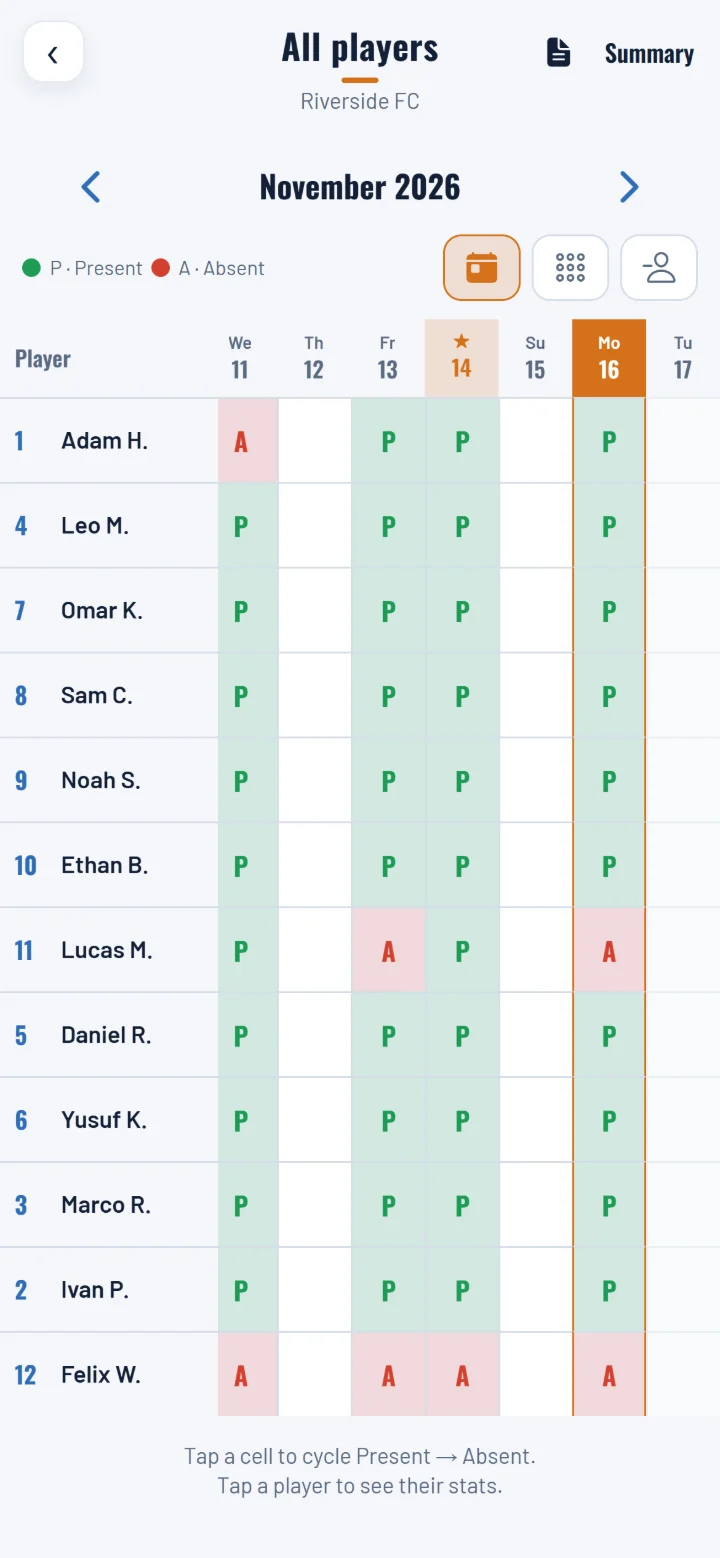 ‹ All players Summary
Riverside FC
November 2026
P · Present A · Absent
Player We 11 Th 12 Fr 13 ★ 14 Su 15 Mo 16 Tu 17
1 Adam H. A P P P
4 Leo M. P P P P
7 Omar K. P P P P
8 Sam C. P P P P
9 Noah S. P P P P
10 Ethan B. P P P P
11 Lucas M. P A P A
5 Daniel R. P P P P
6 Yusuf K. P P P P
3 Marco R. P P P P
2 Ivan P. P P P P
12 Felix W. A A A A
Tap a cell to cycle Present → Absent.
Tap a player to see their stats.